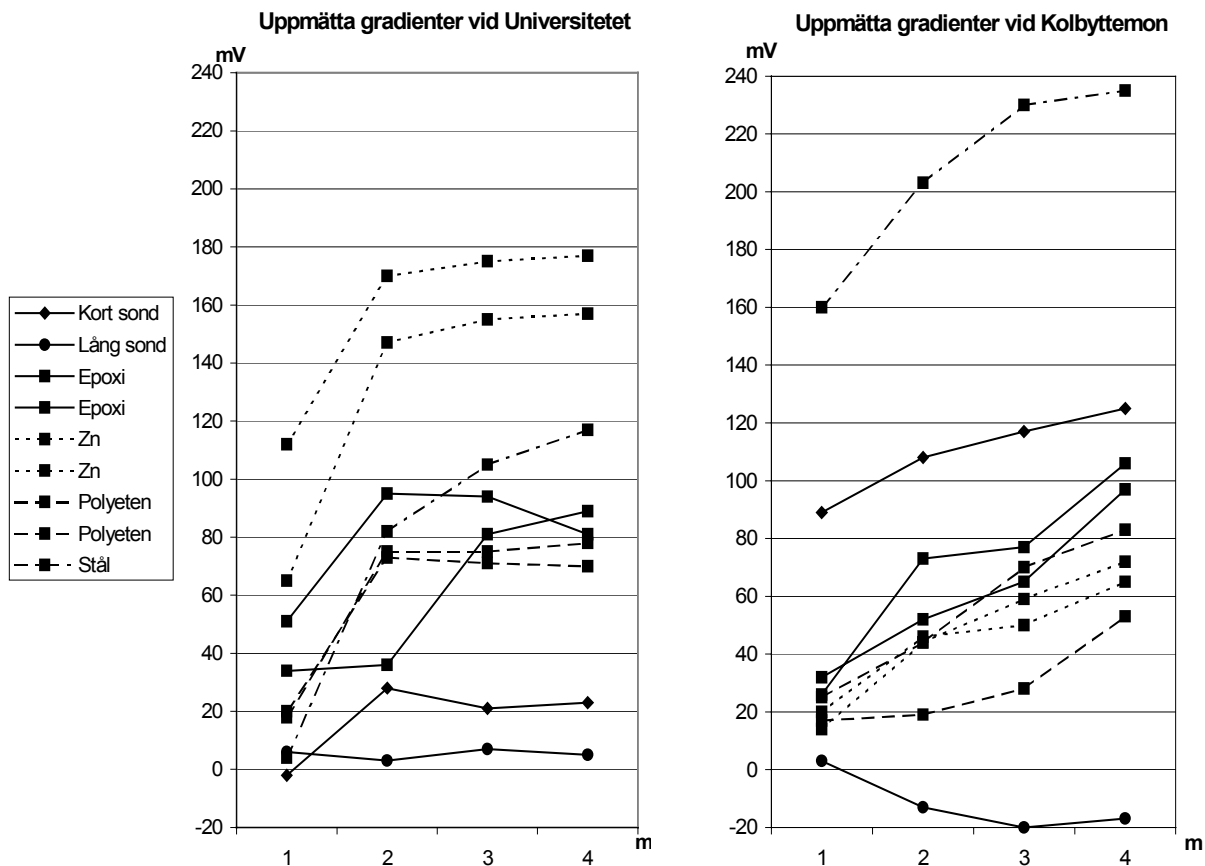 Uppmätta gradienter vid Universitetet
mV
240
220
200
180
160
140
120
100
80
60
40
20
0
-20
1 2 3 4
m
Kort sond
Lång sond
Epoxi
Epoxi
Zn
Zn
Polyeten
Polyeten
Stål
Uppmätta gradienter vid Kolbyttemon
mV
240
220
200
180
160
140
120
100
80
60
40
20
0
-20
1 2 3 4
m